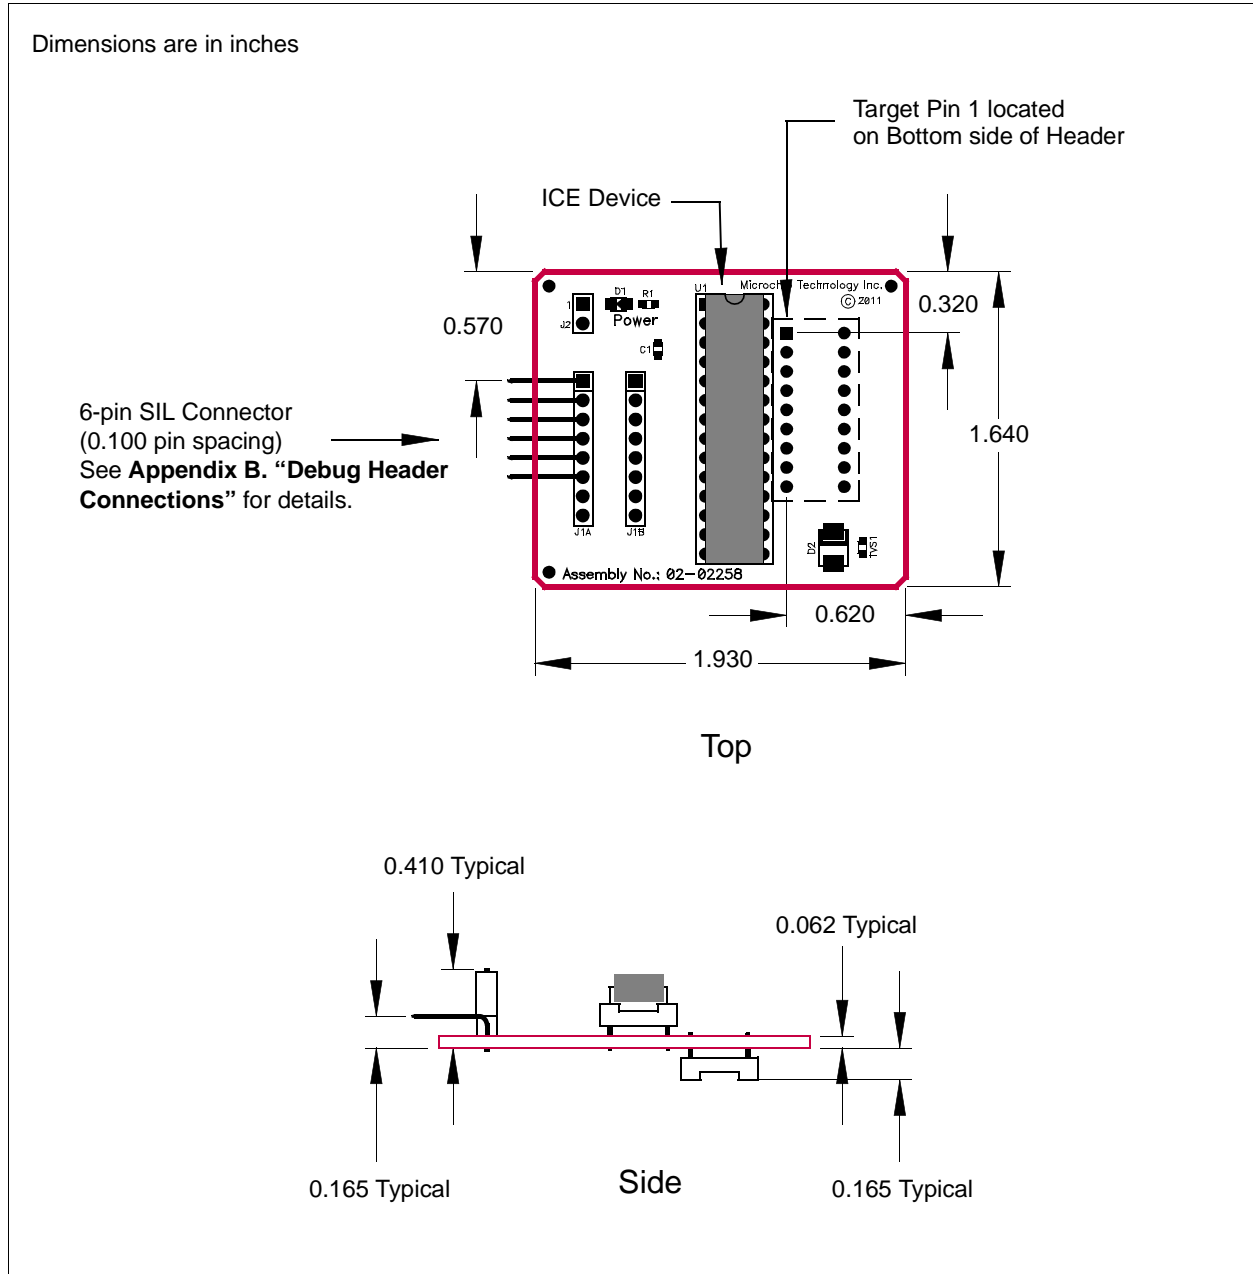 Dimensions are in inches
Target Pin 1 located
on Bottom side of Header
ICE Device
0.570
0.320
1.640
6-pin SIL Connector
(0.100 pin spacing)
See Appendix B. “Debug Header
Connections” for details.
D1
R1
U1
Microchip Technology Inc.
© 2011
1
J2
Power
C1
J1A
J1B
D2
TVS1
Assembly No.: 02-02258
0.620
1.930
Top
0.410 Typical
0.062 Typical
0.165 Typical
Side
0.165 Typical